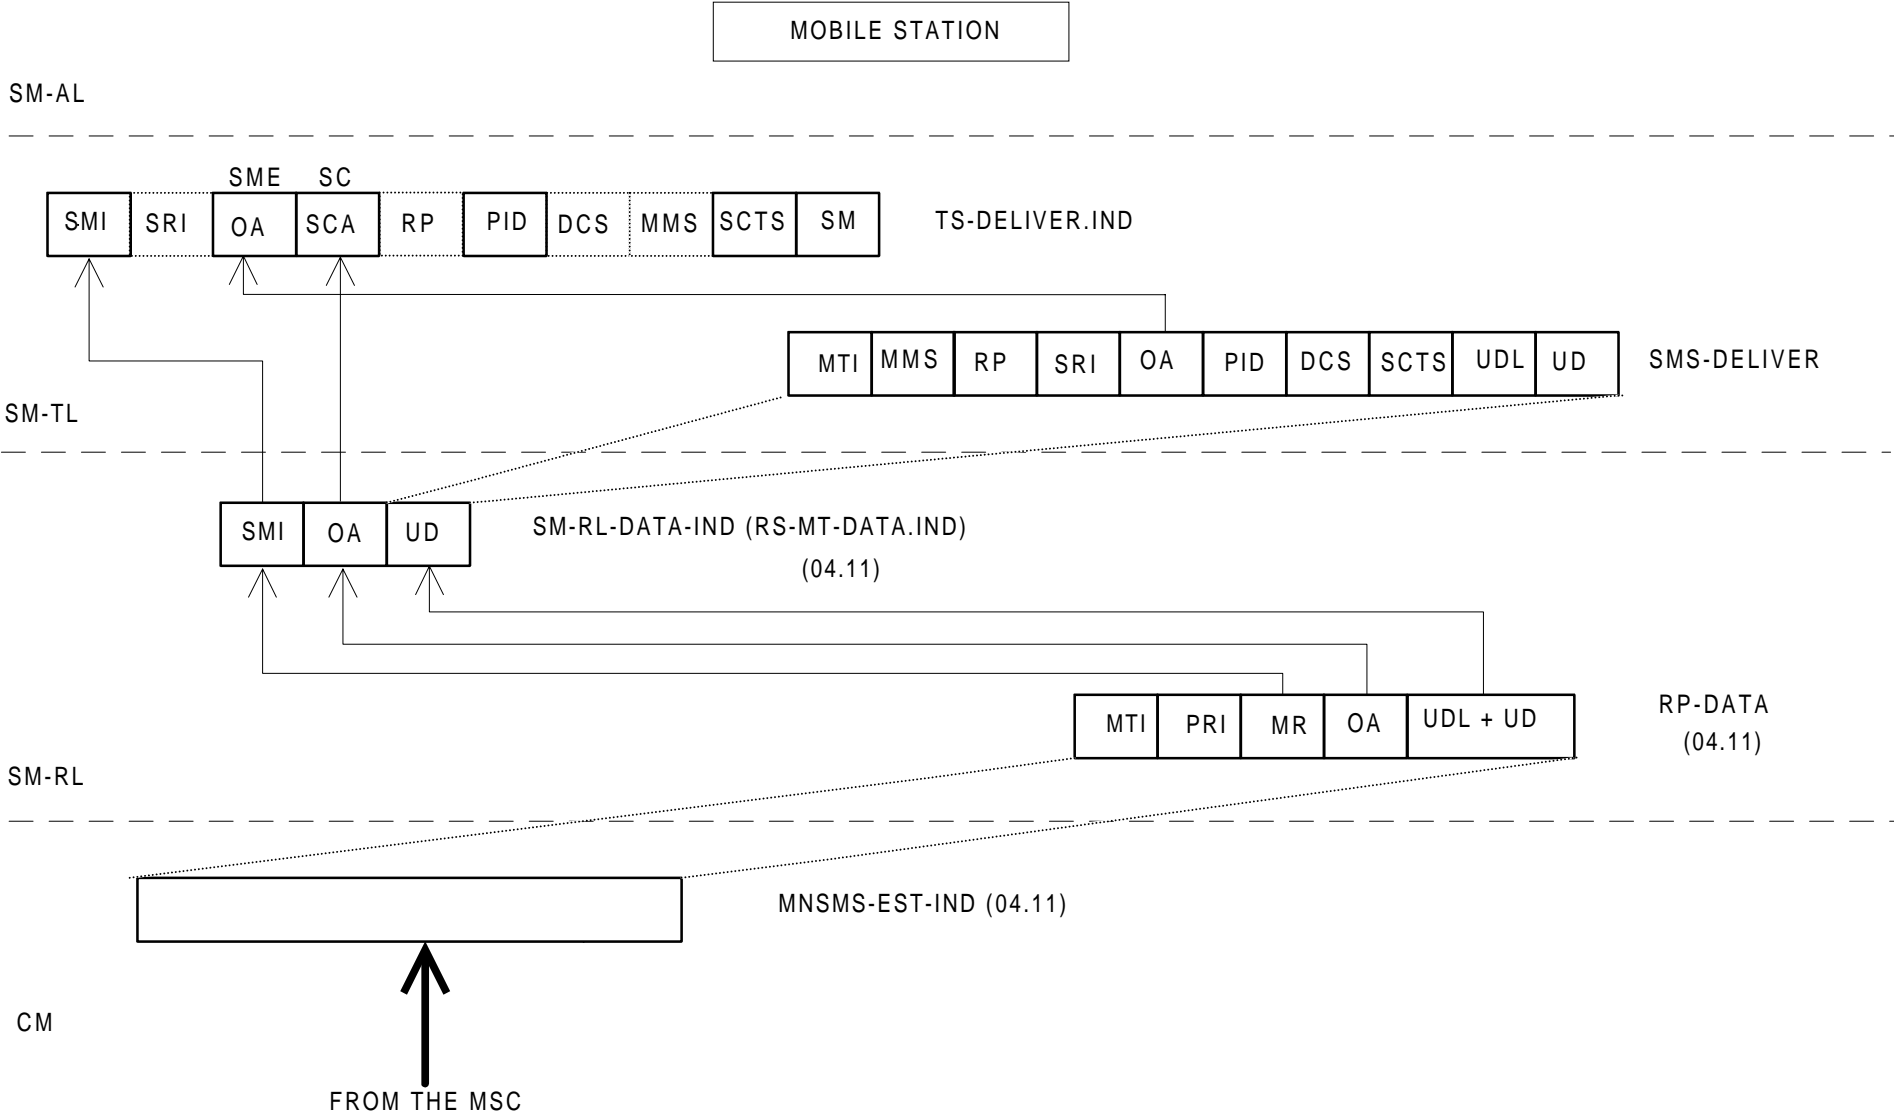 MOBILE STATION
SM-AL
SME SC
SMI SRI OA SCA RP PID DCS MMS SCTS SM TS-DELIVER.IND
MTI MMS RP SRI OA PID DCS SCTS UDL UD SMS-DELIVER
SM-TL
SMI OA UD SM-RL-DATA-IND (RS-MT-DATA.IND)
(04.11)
MTI PRI MR OA UDL + UD RP-DATA
(04.11)
SM-RL
MNSMS-EST-IND (04.11)
CM
FROM THE MSC